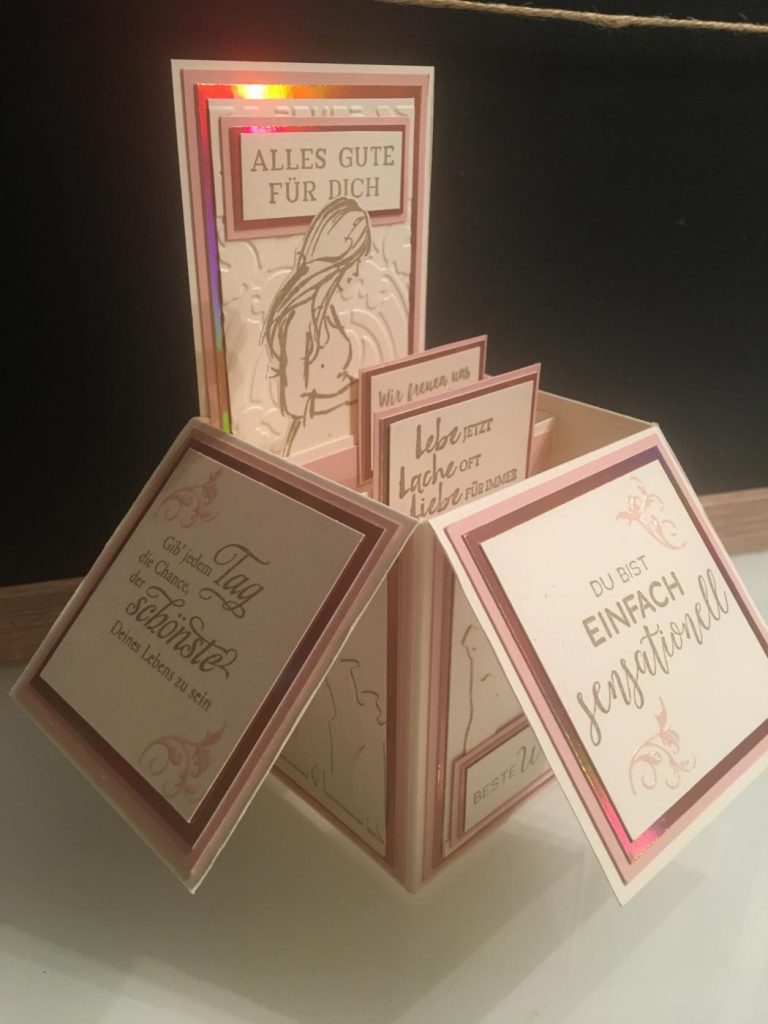 ALLES GUTE
FÜR DICH
Wir freuen uns
Lebe JETZT
Lache OFT
Liebe FÜR IMMER
Gib' jedem Tag
die Chance,
der schönste
Deines Lebens zu sein
DU BIST
EINFACH
sensationell
BESTE